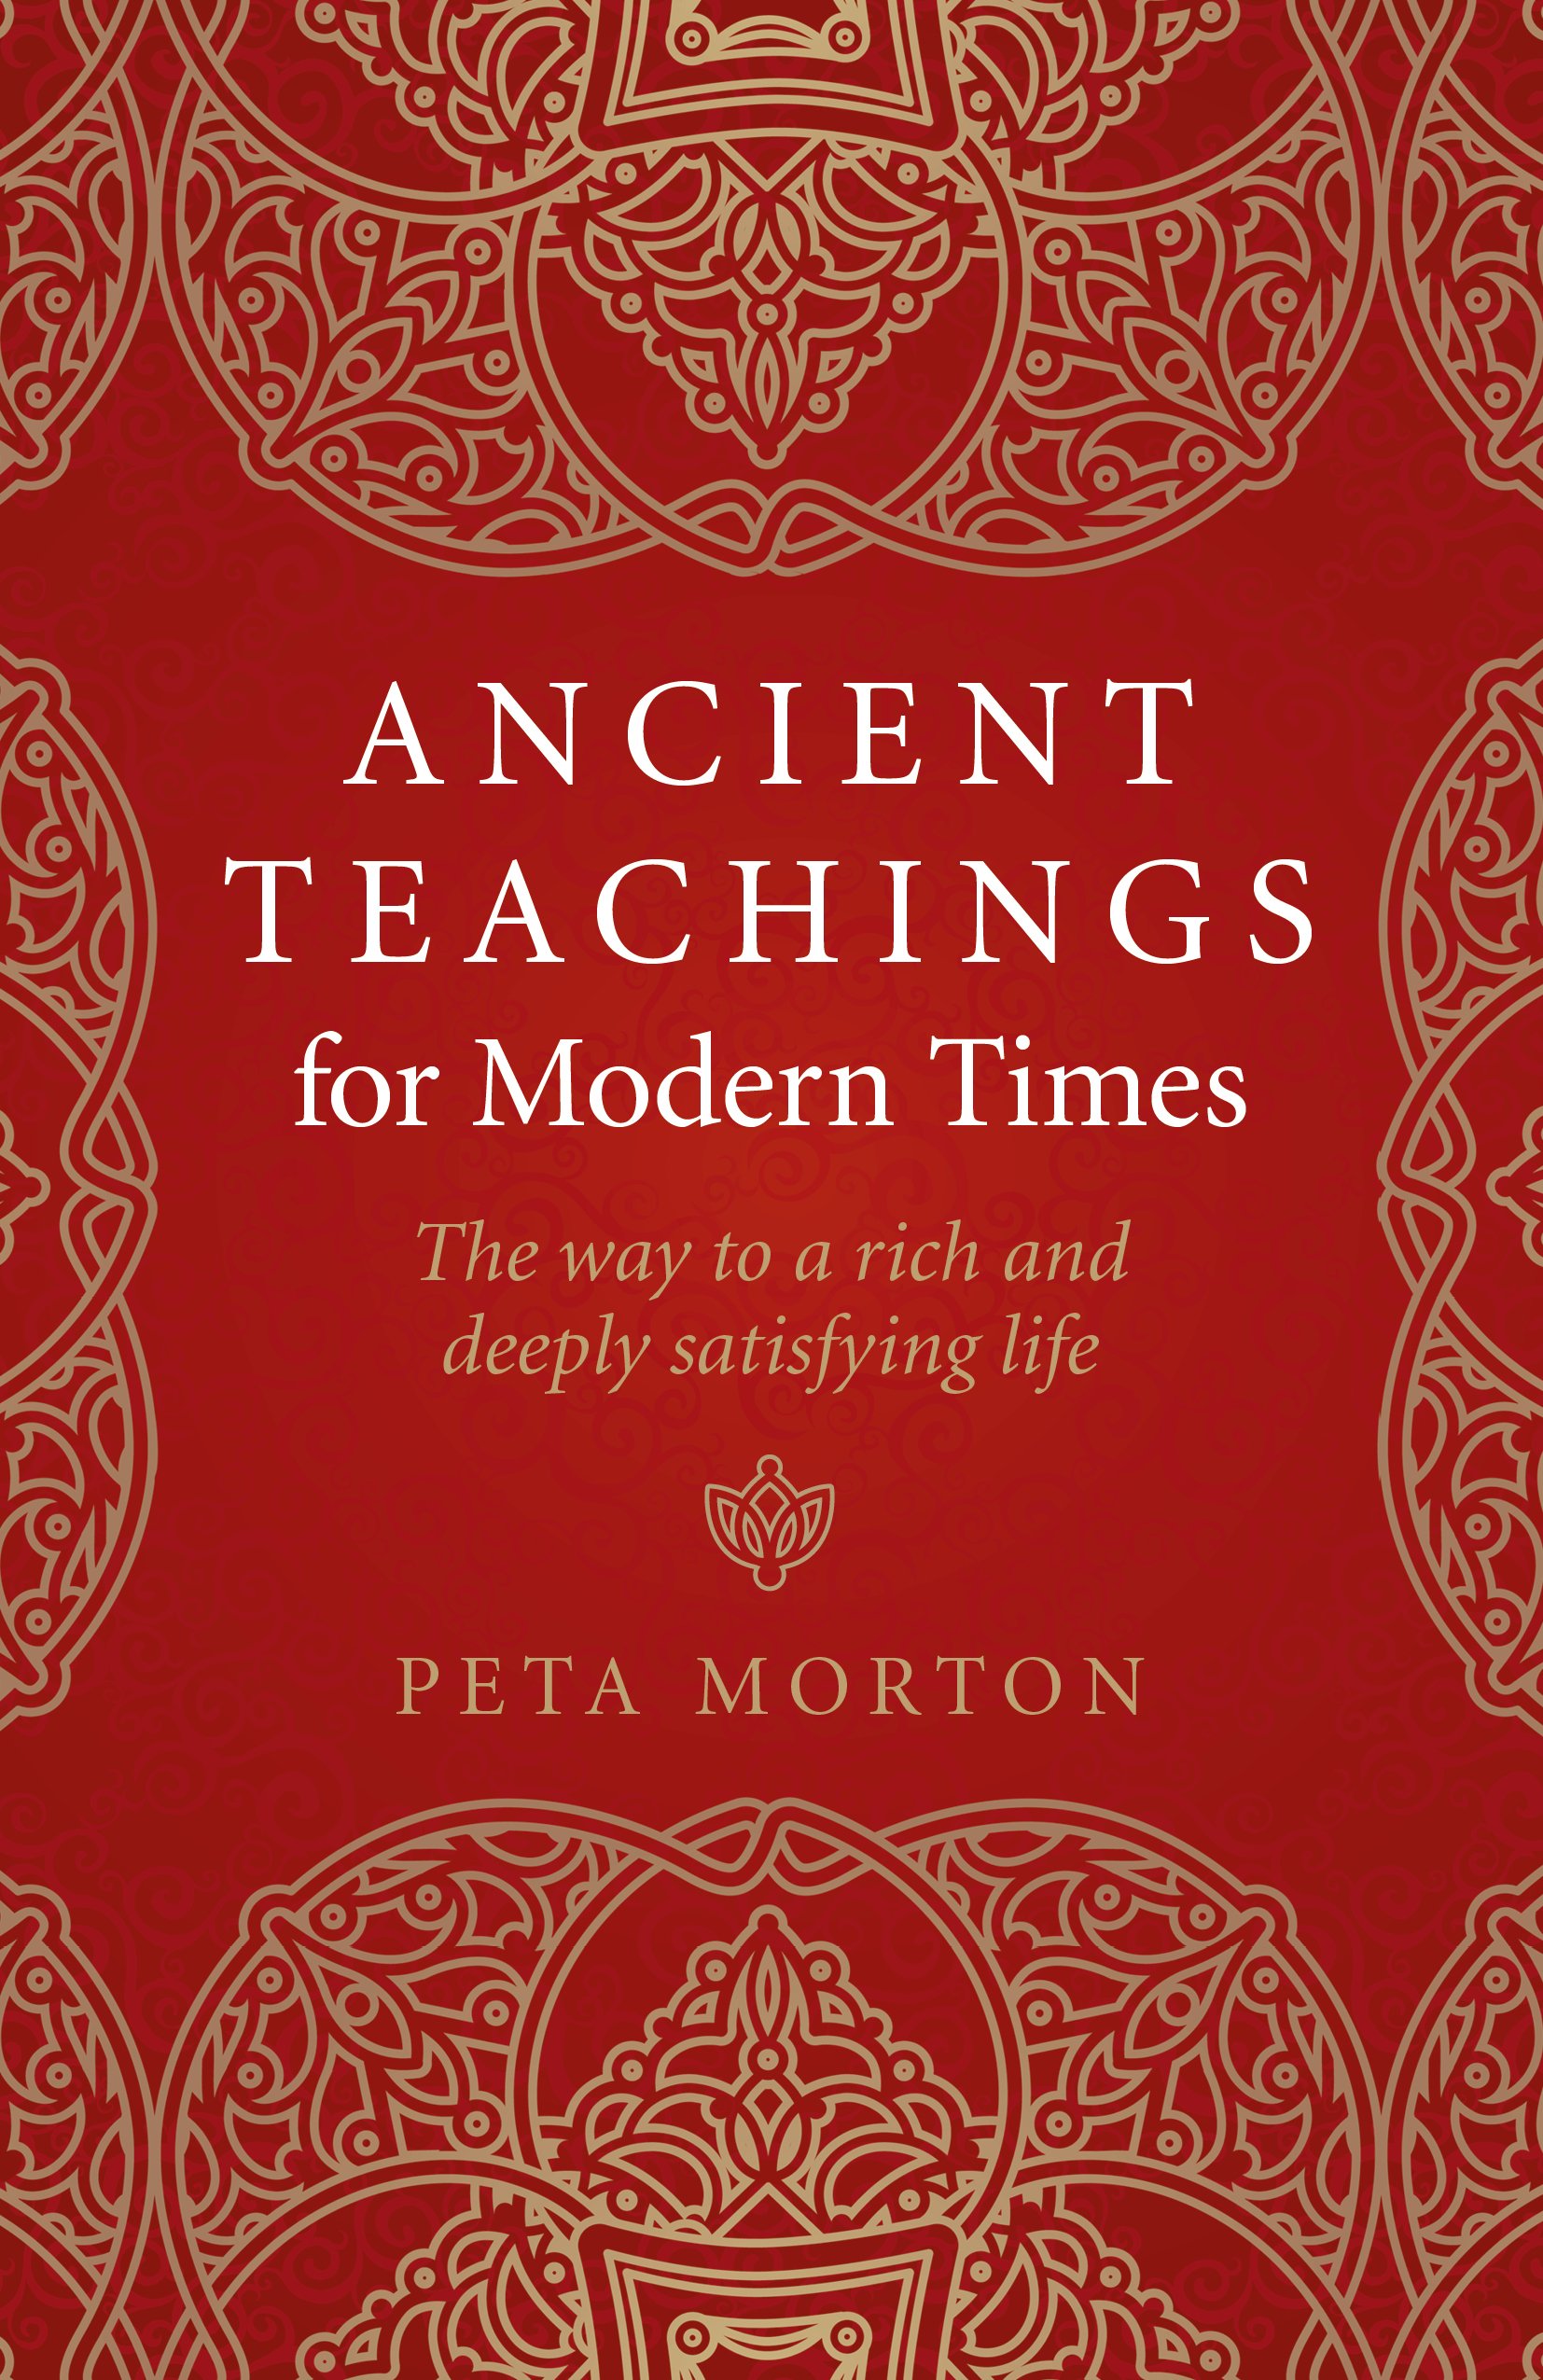 ANCIENT
TEACHINGS
for Modern Times
The way to a rich and
deeply satisfying life
PETA MORTON